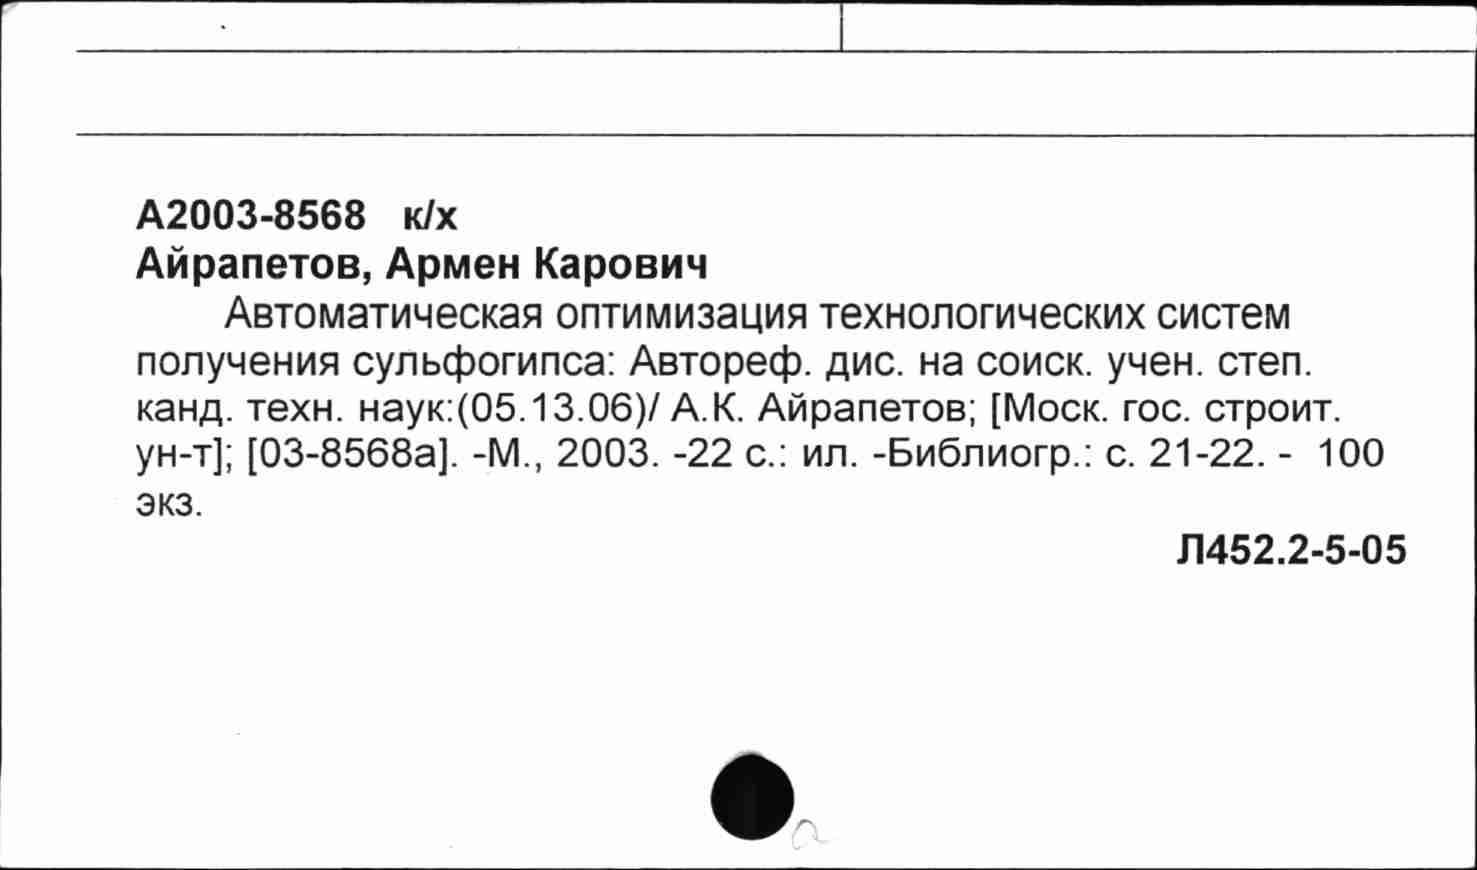 А2003-8568 к/х
Айрапетов, Армен Карович
Автоматическая оптимизация технологических систем
получения сульфогипса: Автореф. дис. на соиск. учен. степ.
канд. техн. наук:(05.13.06)/ А.К. Айрапетов; [Моск. гос. строит.
ун-т]; [03-8568а]. -М., 2003. -22 с.: ил. -Библиогр.: с. 21-22. - 100
экз.
Л452.2-5-05
а